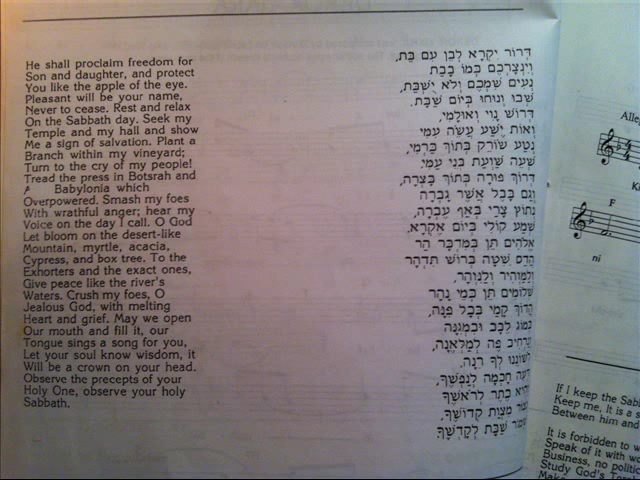 He shall proclaim freedom for
Son and daughter, and protect
You like the apple of the eye.
Pleasant will be your name,
Never to cease. Rest and relax
On the Sabbath day. Seek my
Temple and my hall and show
Me a sign of salvation. Plant a
Branch within my vineyard;
Turn to the cry of my people!
Tread the press in Botsrah and
Babylonia which
Overpowered. Smash my foes
With wrathful anger; hear my
Voice on the day I call. O God
Let bloom on the desert-like
Mountain, myrtle, acacia,
Cypress, and box tree. To the
Exhorters and the exact ones,
Give peace like the river's
Waters. Crush my foes, O
Jealous God, with melting
Heart and grief. May we open
Our mouth and fill it, our
Tongue sings a song for you,
Let your soul know wisdom, it
Will be a crown on your head.
Observe the precepts of your
Holy One, observe your holy
Sabbath.
דְּרוֹר יִקְרָא לְבֵן עִם בַּת,
וְיִנְצָרְכֶם כְּמוֹ בָבַת
נְעִים שִׁמְכֶם וְלֹא יֻשְׁבַּת,
שְׁבוּ וְנוּחוּ בְּיוֹם שַׁבָּת.
דְּרוֹשׁ נָוִי וְאוּלָמִי,
וְאוֹת יֶשַׁע עֲשֵׂה עִמִּי
נְטַע שׂוֹרֵק בְּתוֹךְ כַּרְמִי,
שְׁעֵה שַׁוְעַת בְּנֵי עַמִּי.
דְּרוֹךְ פּוּרָה בְּתוֹךְ בָּצְרָה,
וְגַם בָּבֶל אֲשֶׁר גָּבְרָה
נְתוֹץ צָרַי בְּאַף עֶבְרָה,
שְׁמַע קוֹלִי בְּיוֹם אֶקְרָא.
אֱלֹהִים תֵּן בְּמִדְבָּר הַר
הֲדַס שִׁטָּה בְּרוֹשׁ תִּדְהָר
וְלַמַּזְהִיר וְלַנִּזְהָר,
שְׁלוֹמִים תֵּן כְּמֵי נָהָר
הֲדוֹךְ קָמַי
בְּמוֹג לֵבָב וּבִמְגִנָּה
וְנַרְחִיב פֶּה
לְשׁוֹנֵנוּ לְךָ רִנָּה.
דְּעֵה חָכְמָה לְנַפְשֶׁךָ,
וְהִיא כֶתֶר לְרֹאשֶׁךָ
נְצוֹר מִצְוַת קְדוֹשֶׁךָ,
שְׁמוֹר שַׁבָּת לְקָדְשֶׁךָ.
Alle
F
ni
If I keep the Sab
Keep me, It is a s
Between him and
It is forbidden to w
Speak of it with wo
Business, no politic
Study God's Tora